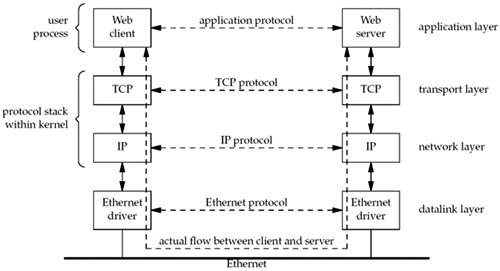 user
process
Web
client
application protocol
Web
server
application layer
protocol stack
within kernel
TCP
TCP protocol
TCP
transport layer
IP
IP protocol
IP
network layer
Ethernet
driver
Ethernet protocol
Ethernet
driver
datalink layer
actual flow between client and server
Ethernet